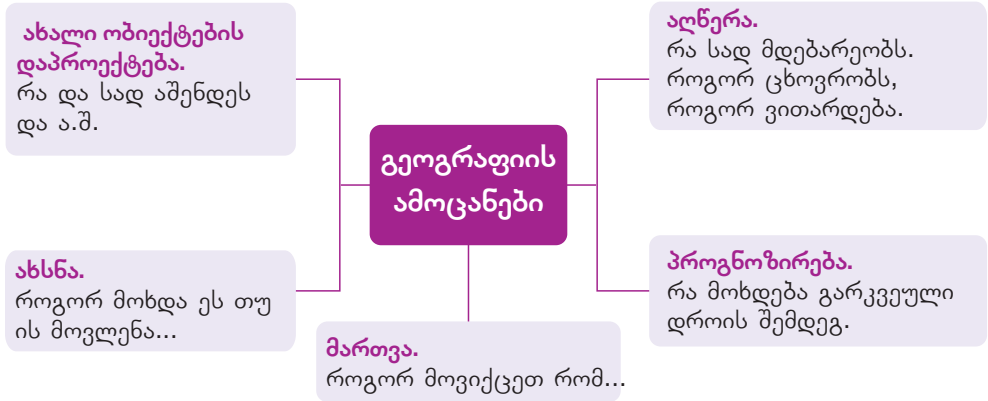 ახალი ობიექტების
დაპროექტება.
რა და სად აშენდეს
და ა.შ.
აღწერა.
რა სად მდებარეობს.
როგორ ცხოვრობს,
როგორ ვითარდება.
გეოგრაფიის
ამოცანები
ახსნა.
როგორ მოხდა ეს თუ
ის მოვლენა...
პროგნოზირება.
რა მოხდება გარკვეული
დროის შემდეგ.
მართვა.
როგორ მოვიქცეთ რომ...